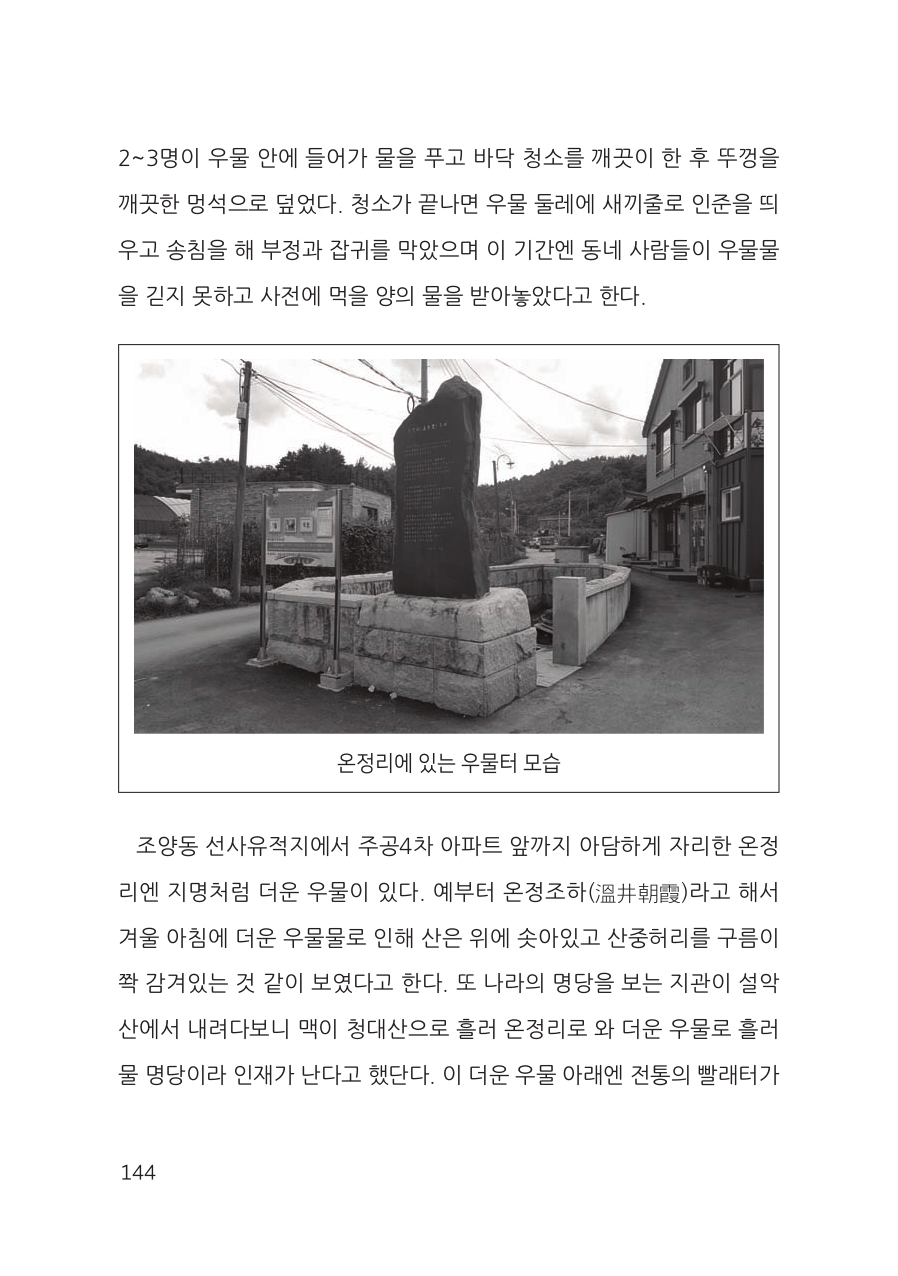 2~3명이 우물 안에 들어가 물을 푸고 바닥 청소를 깨끗이 한 후 뚜껑을
깨끗한 멍석으로 덮었다. 청소가 끝나면 우물 둘레에 새끼줄로 인준을 띄
우고 송침을 해 부정과 잡귀를 막았으며 이 기간엔 동네 사람들이 우물물
을 긷지 못하고 사전에 먹을 양의 물을 받아놓았다고 한다.
온정리에 있는 우물터 모습
조양동 선사유적지에서 주공4차 아파트 앞까지 아담하게 자리한 온정
리엔 지명처럼 더운 우물이 있다. 예부터 온정조하(溫井朝霞)라고 해서
겨울 아침에 더운 우물물로 인해 산은 위에 솟아있고 산중허리를 구름이
쫙 감겨있는 것 같이 보였다고 한다. 또 나라의 명당을 보는 지관이 설악
산에서 내려다보니 맥이 청대산으로 흘러 온정리로 와 더운 우물로 흘러
물 명당이라 인재가 난다고 했단다. 이 더운 우물 아래엔 전통의 빨래터가
144